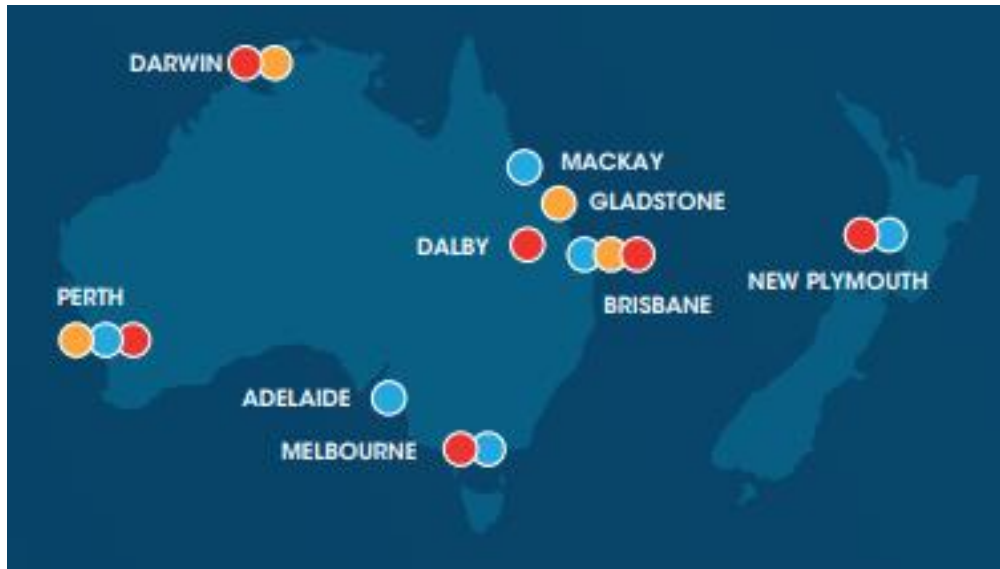 DARWIN
MACKAY
GLADSTONE
DALBY
NEW PLYMOUTH
PERTH
BRISBANE
ADELAIDE
MELBOURNE